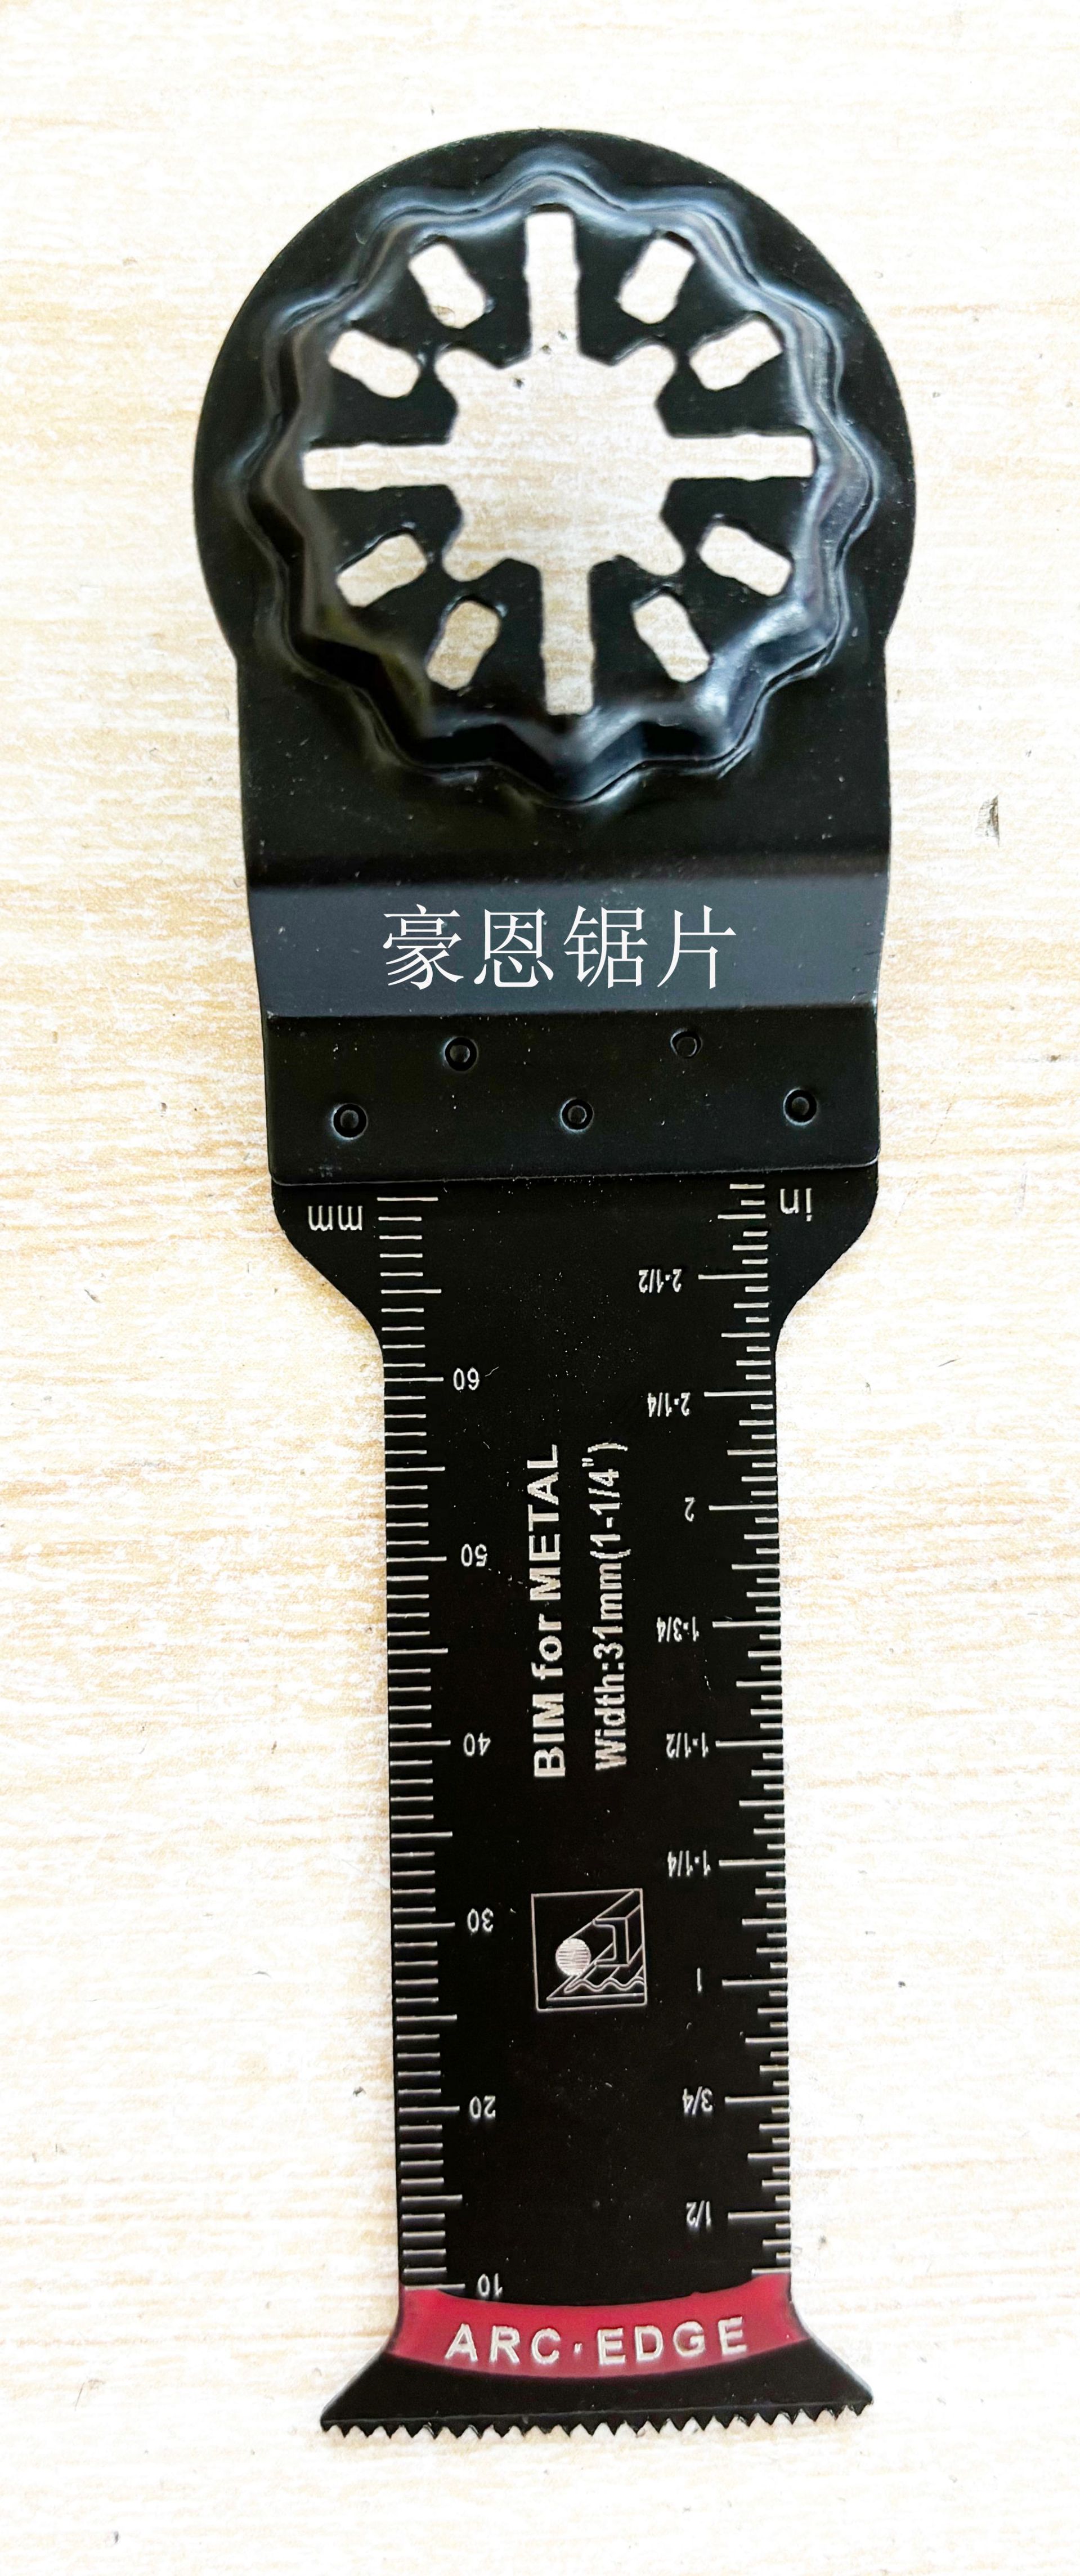 豪恩锯片
mm
in
2-1/2
60
2-1/4
2
50
1-3/4
40
1-1/2
1-1/4
30
1
20
3/4
1/2
10
BIM for METAL
Width:31mm(1-1/4")
ARC·EDGE